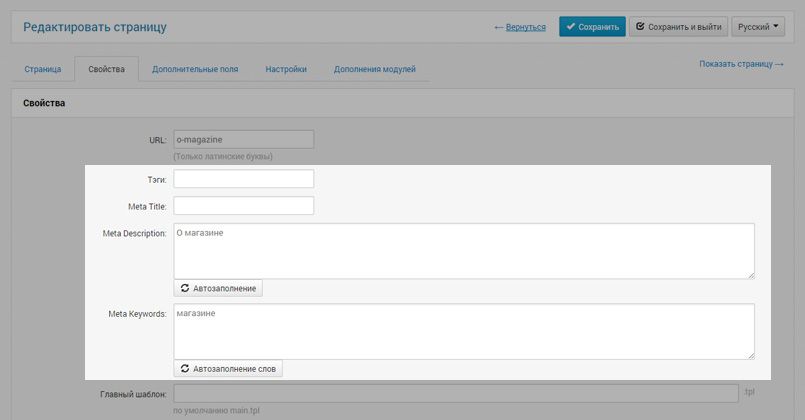 Редактировать страницу
← Вернуться
Сохранить
Сохранить и выйти
Русский
Страница
Свойства
Дополнительные поля
Настройки
Дополнения модулей
Показать страницу →
Свойства
URL: o-magazine
(Только латинские буквы)
Тэги:
Meta Title:
Meta Description: О магазине
Автозаполнение
Meta Keywords: магазине
Автозаполнение слов
Главный шаблон: .tpl
по умолчанию main.tpl